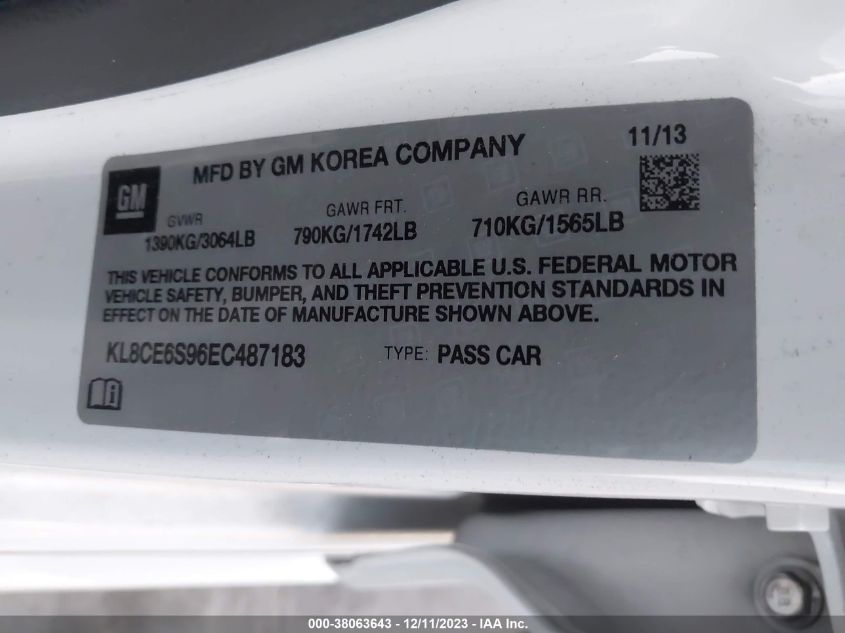 MFD BY GM KOREA COMPANY 11/13
GM
GVWR GAWR FRT. GAWR RR.
1390KG/3064LB 790KG/1742LB 710KG/1565LB
THIS VEHICLE CONFORMS TO ALL APPLICABLE U.S. FEDERAL MOTOR
VEHICLE SAFETY, BUMPER, AND THEFT PREVENTION STANDARDS IN
EFFECT ON THE DATE OF MANUFACTURE SHOWN ABOVE.
KL8CE6S96EC487183 TYPE: PASS CAR
000-38063643 - 12/11/2023 - IAA Inc.